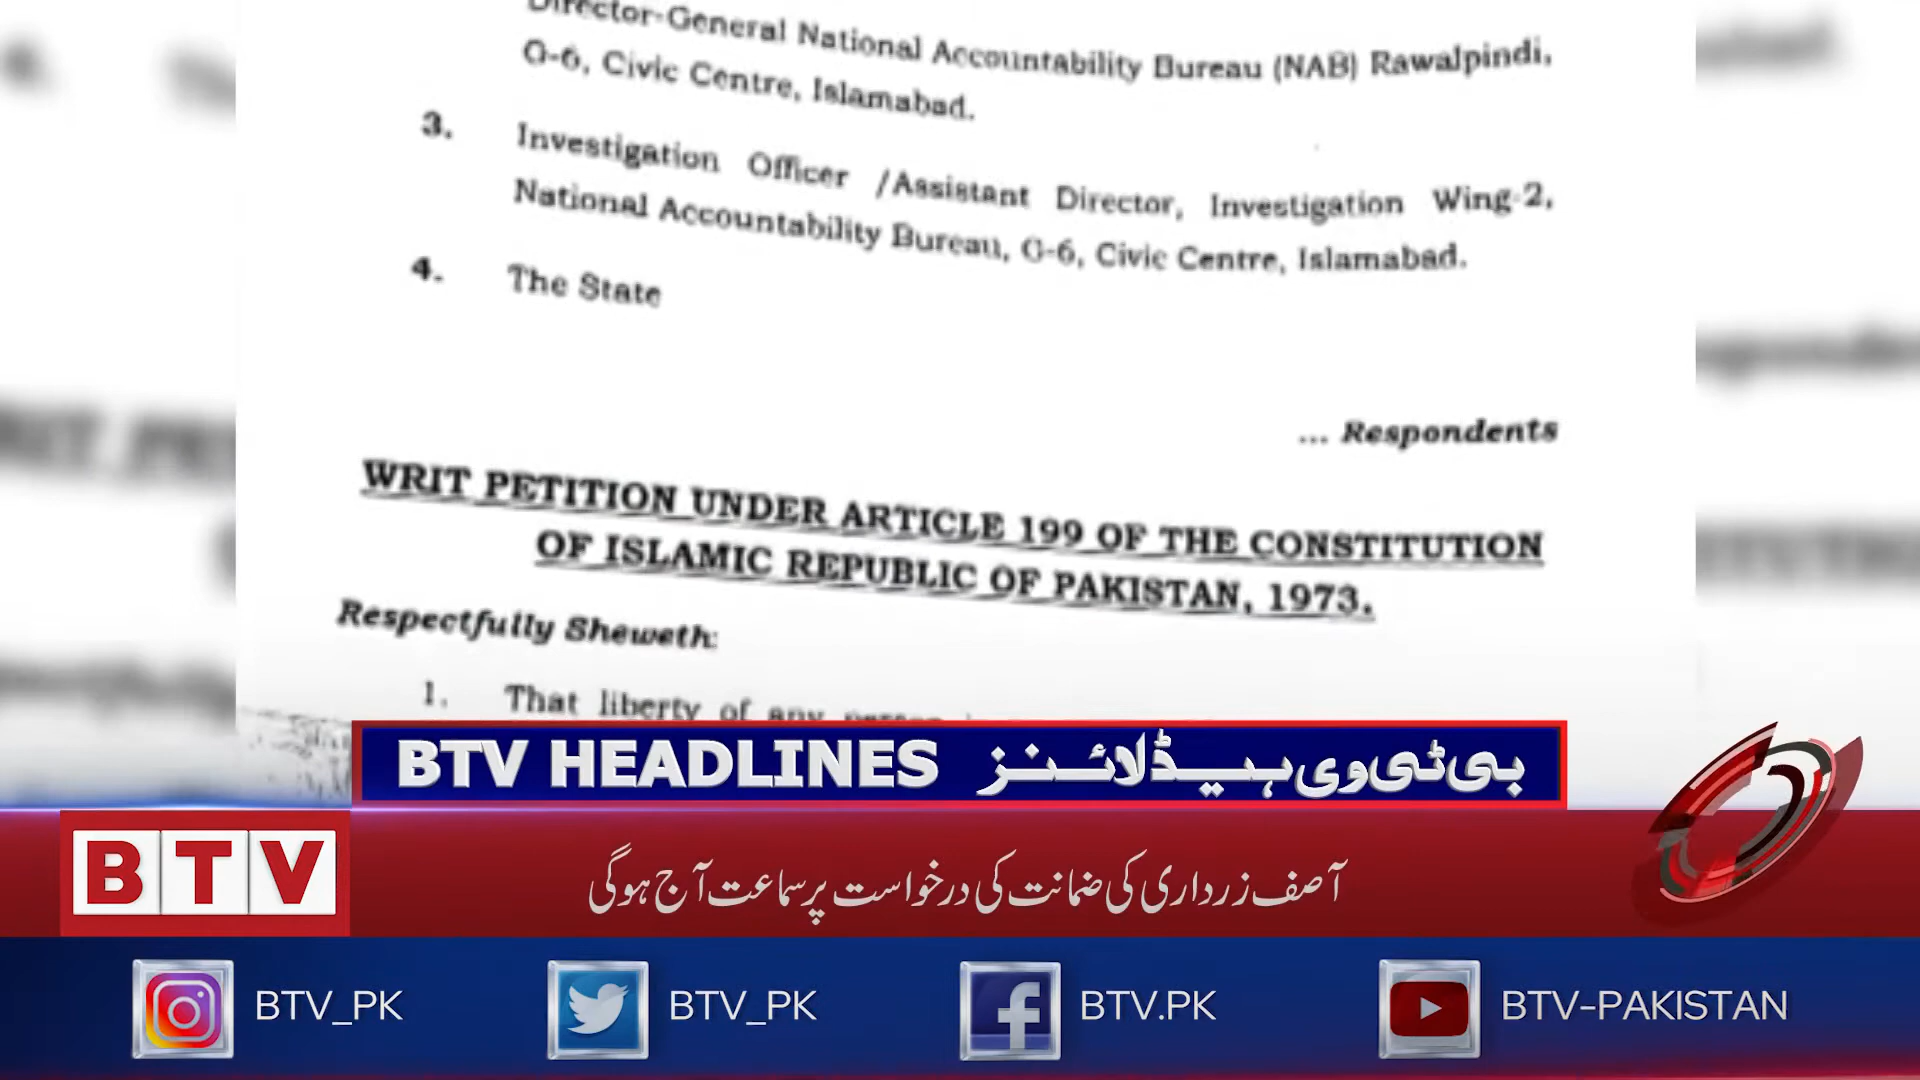 Director-General National Accountability Bureau (NAB) Rawalpindi,
G-6, Civic Centre, Islamabad.
3. Investigation Officer /Assistant Director, Investigation Wing-2,
National Accountability Bureau, G-6, Civic Centre, Islamabad.
4. The State
... Respondents
WRIT PETITION UNDER ARTICLE 199 OF THE CONSTITUTION
OF ISLAMIC REPUBLIC OF PAKISTAN, 1973.
Respectfully Sheweth:
1. That liberty of any person
BTV HEADLINES بی ٹی وی ہیڈلائنز
BTV
آصف زرداری کی ضمانت کی درخواست پر سماعت آج ہوگی
BTV_PK
BTV_PK
BTV.PK
BTV-PAKISTAN